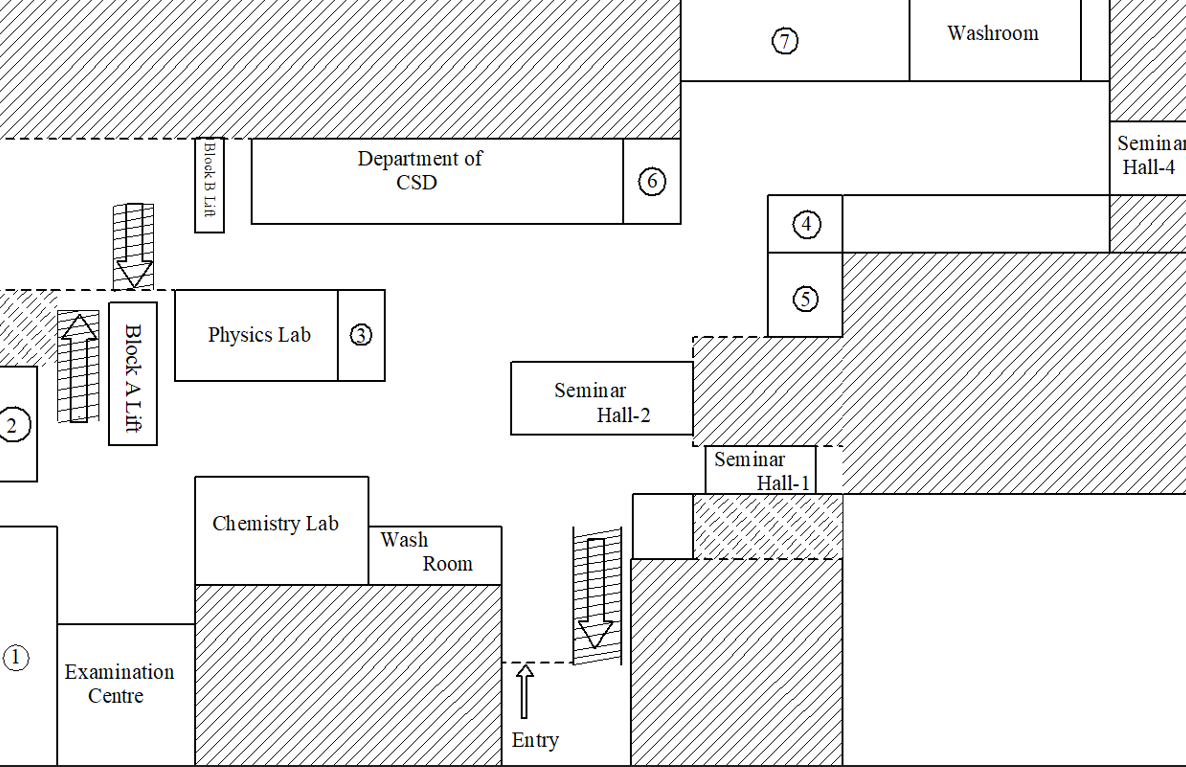 7
Washroom
Block B Lift
Department of
CSD
6
Seminar
Hall-4
4
5
Physics Lab
3
Block A Lift
2
Seminar
Hall-2
Seminar
Hall-1
Chemistry Lab
Wash
Room
1
Examination
Centre
Entry